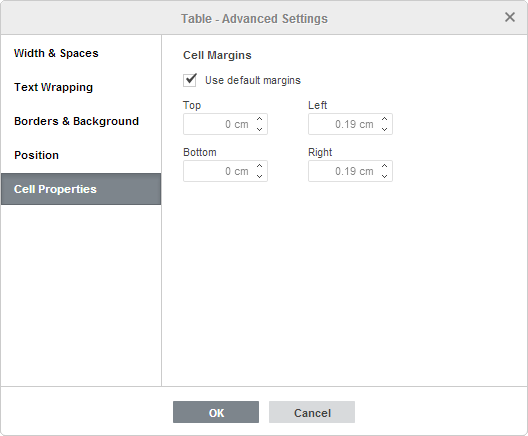 Table - Advanced Settings
Width & Spaces
Text Wrapping
Borders & Background
Position
Cell Properties
Cell Margins
Use default margins
Top Left
0 cm 0.19 cm
Bottom Right
0 cm 0.19 cm
OK Cancel